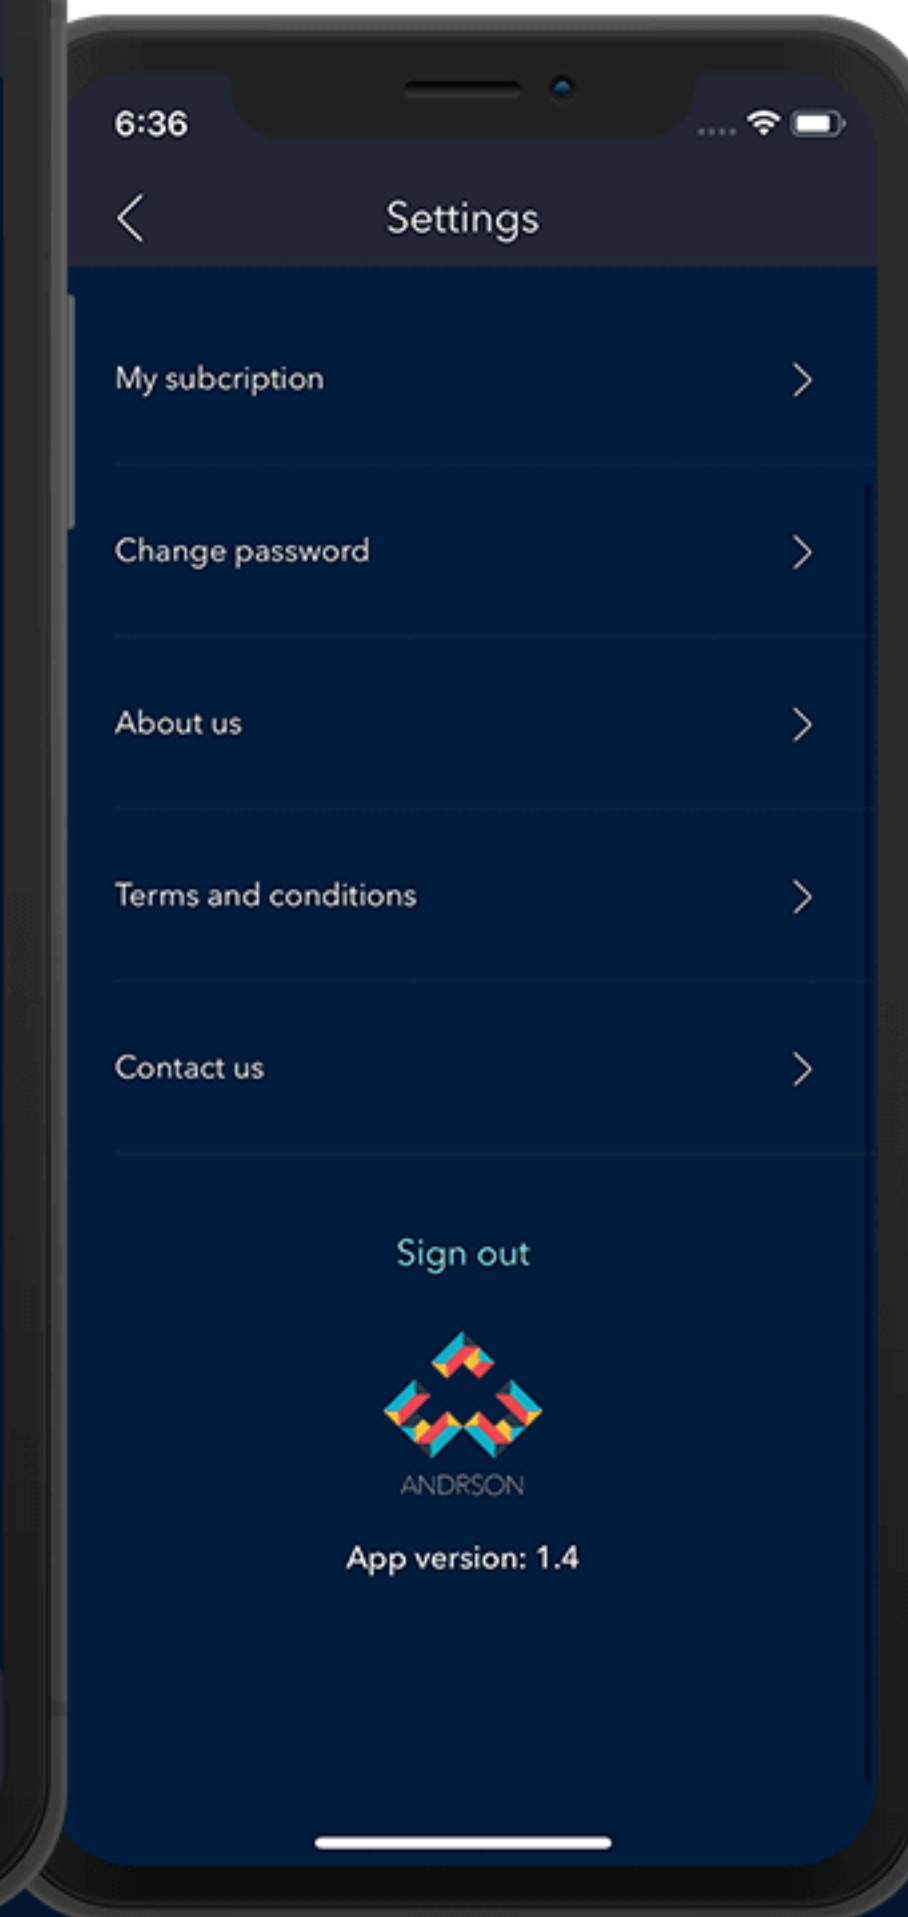 6:36
Settings
My subcription
Change password
About us
Terms and conditions
Contact us
Sign out
ANDRSON
App version: 1.4